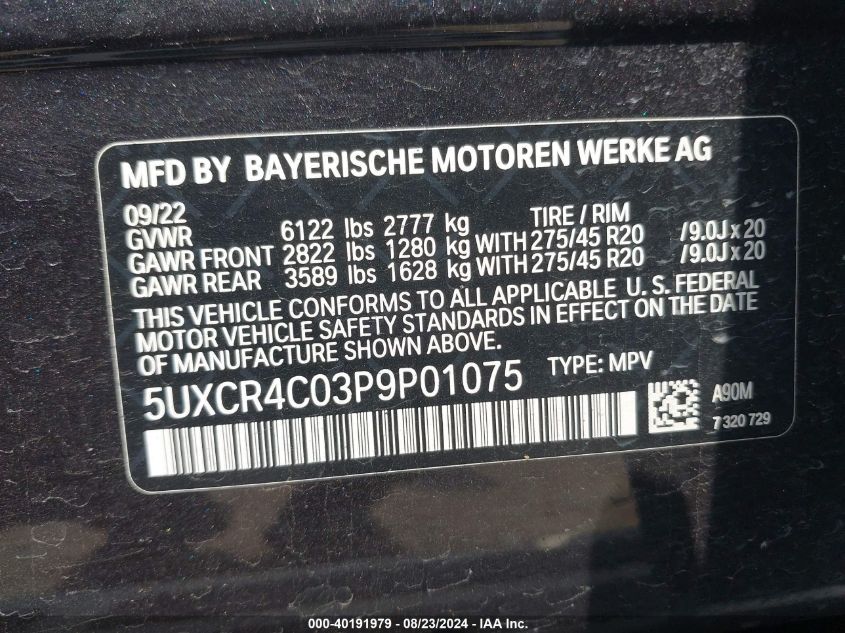 MFD BY BAYERISCHE MOTOREN WERKE AG
09/22
GVWR 6122 lbs 2777 kg TIRE / RIM
GAWR FRONT 2822 lbs 1280 kg WITH 275/45 R20 /9.0J x 20
GAWR REAR 3589 lbs 1628 kg WITH 275/45 R20 /9.0J x 20
THIS VEHICLE CONFORMS TO ALL APPLICABLE U. S. FEDERAL
MOTOR VEHICLE SAFETY STANDARDS IN EFFECT ON THE DATE
OF MANUFACTURE SHOWN ABOVE.
5UXCR4C03P9P01075 TYPE: MPV
A90M
7 320 729
000-40191979 - 08/23/2024 - IAA Inc.